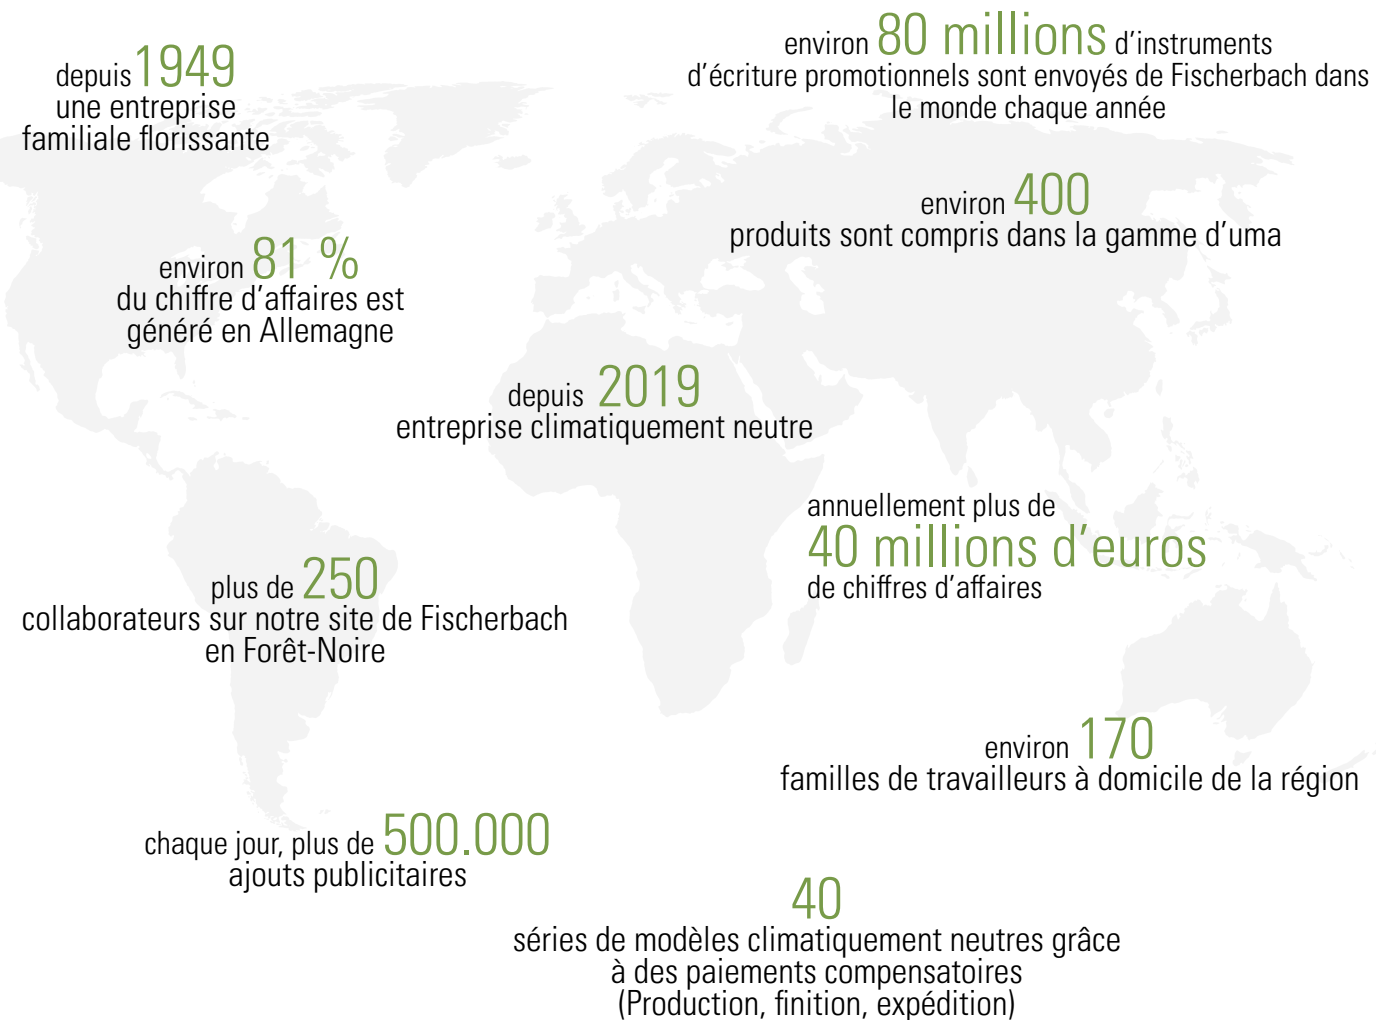 depuis 1949
une entreprise
familiale florissante
environ 80 millions d’instruments
d’écriture promotionnels sont envoyés de Fischerbach dans
le monde chaque année
environ 400
produits sont compris dans la gamme d’uma
environ 81 %
du chiffre d’affaires est
généré en Allemagne
depuis 2019
entreprise climatiquement neutre
annuellement plus de
40 millions d’euros
de chiffres d’affaires
plus de 250
collaborateurs sur notre site de Fischerbach
en Forêt-Noire
environ 170
familles de travailleurs à domicile de la région
chaque jour, plus de 500.000
ajouts publicitaires
40
séries de modèles climatiquement neutres grâce
à des paiements compensatoires
(Production, finition, expédition)